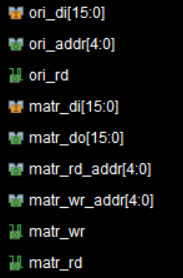 ori_di[15:0]
ori_addr[4:0]
ori_rd
matr_di[15:0]
matr_do[15:0]
matr_rd_addr[4:0]
matr_wr_addr[4:0]
matr_wr
matr_rd